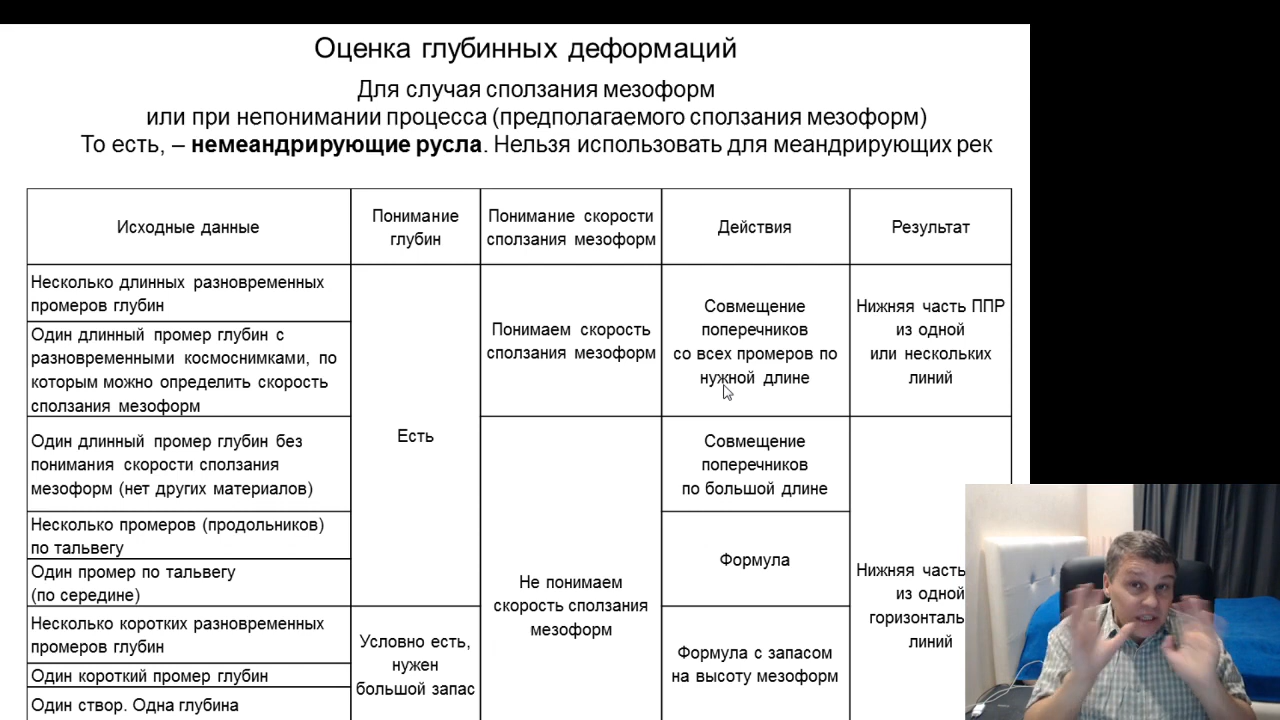 Оценка глубинных деформаций
Для случая сползания мезоформ
или при непонимании процесса (предполагаемого сползания мезоформ)
То есть, – немеандрирующие русла. Нельзя использовать для меандрирующих рек
Исходные данные
Понимание
глубин
Понимание скорости
сползания мезоформ
Действия
Результат
Несколько длинных разновременных
промеров глубин
Один длинный промер глубин с
разновременными космоснимками, по
которым можно определить скорость
сползания мезоформ
Есть
Понимаем скорость
сползания мезоформ
Совмещение
поперечников
со всех промеров по
нужной длине
Нижняя часть ППР
из одной
или нескольких
линий
Один длинный промер глубин без
понимания скорости сползания
мезоформ (нет других материалов)
Не понимаем
скорость сползания
мезоформ
Совмещение
поперечников
по большой длине
Нижняя часть
из одной
горизонталь
линий
Несколько промеров (продольников)
по тальвегу
Один промер по тальвегу
(по середине)
Формула
Несколько коротких разновременных
промеров глубин
Один короткий промер глубин
Один створ. Одна глубина
Условно есть,
нужен
большой запас
Формула с запасом
на высоту мезоформ